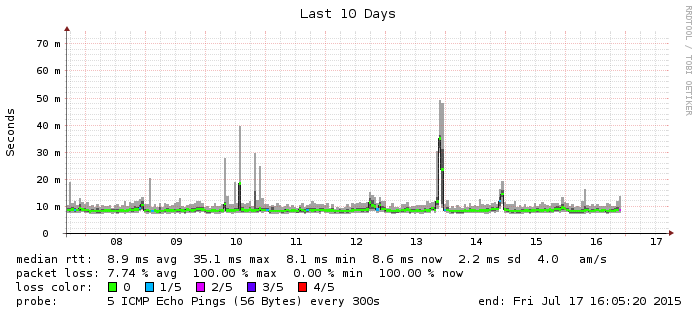 Last 10 Days
RRDTOOL / TOBI OETIKER
Seconds
70 m
60 m
50 m
40 m
30 m
20 m
10 m
0
08 09 10 11 12 13 14 15 16 17
median rtt: 8.9 ms avg 35.1 ms max 8.1 ms min 8.6 ms now 2.2 ms sd 4.0 am/s
packet loss: 7.74 % avg 100.00 % max 0.00 % min 100.00 % now
loss color: 0 1/5 2/5 3/5 4/5
probe: 5 ICMP Echo Pings (56 Bytes) every 300s end: Fri Jul 17 16:05:20 2015